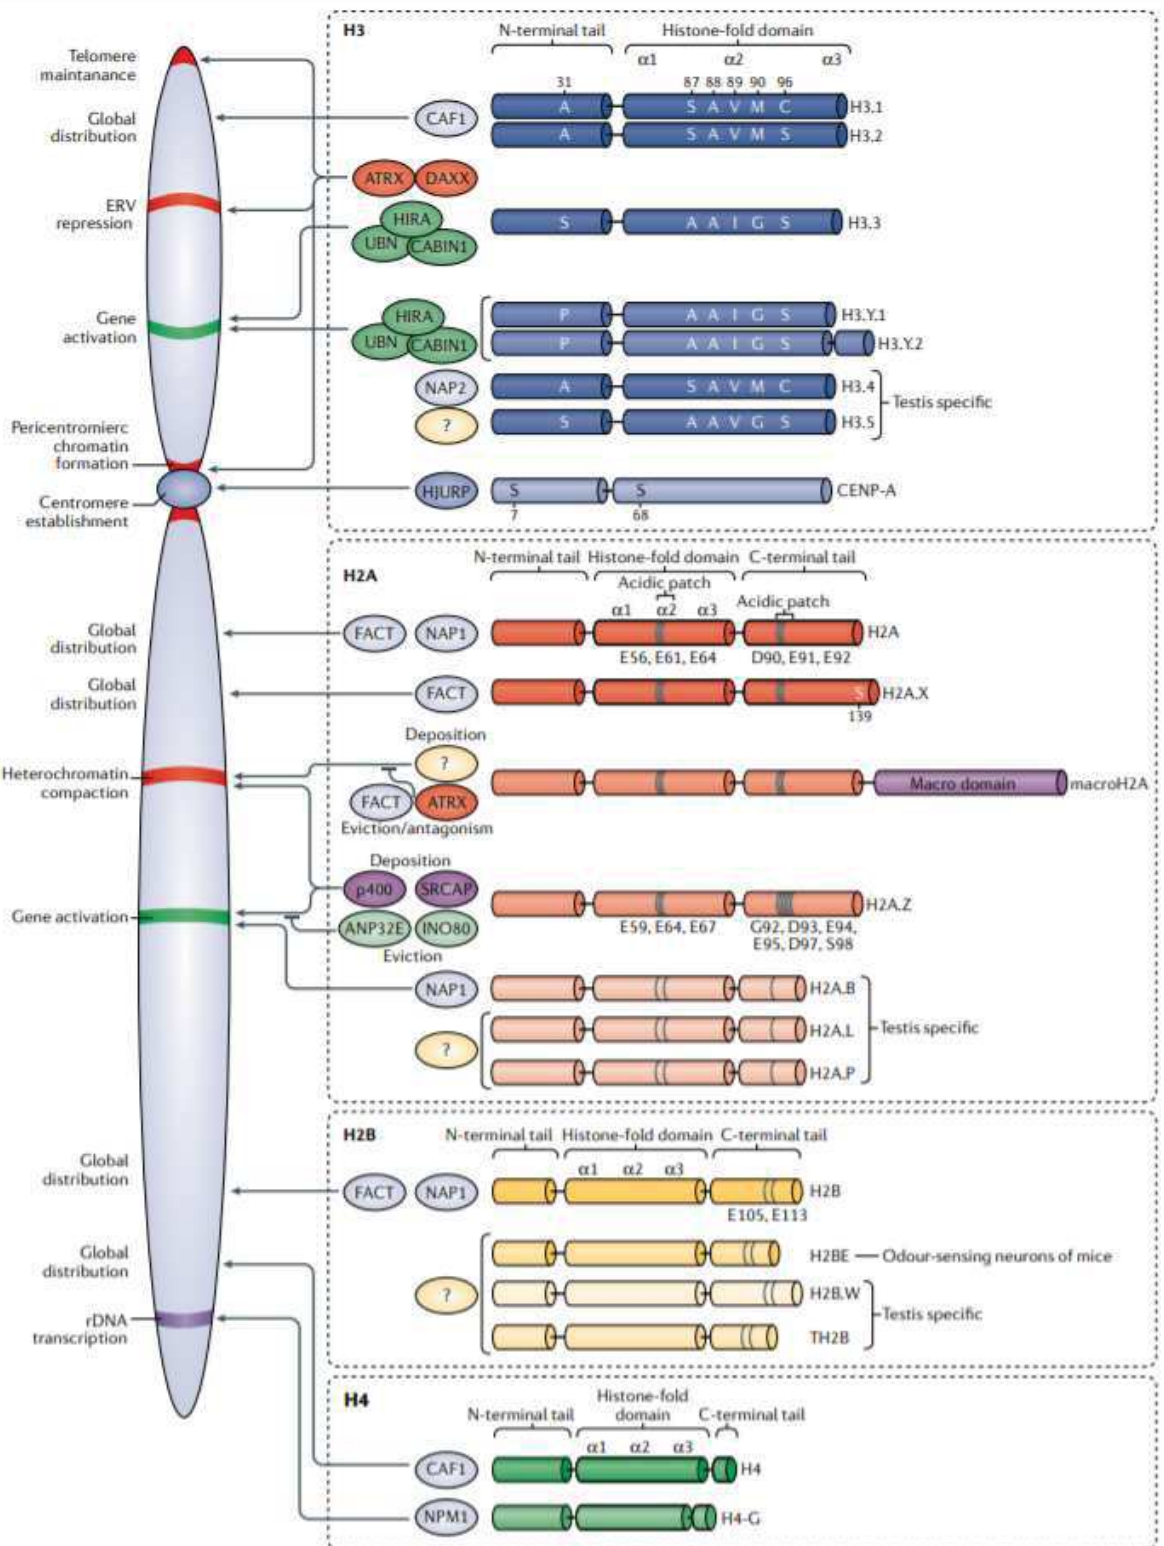 H3
N-terminal tail
Histone-fold domain
α1 α2 α3
31
87 88 89 90 96
Telomere
maintanance
Global
distribution
CAF1
A S A V M C H3.1
A S A V M S H3.2
ATRX DAXX
ERV
repression
HIRA
UBN CABIN1
S A A I G S H3.3
Gene
activation
HIRA
UBN CABIN1
P A A I G S H3.Y.1
P A A I G S H3.Y.2
NAP2
A S A V M C H3.4
Testis specific
?
S A A V G S H3.5
Pericentromierc
chromatin
formation
Centromere
establishment
HJURP
S S CENP-A
7 68
H2A
N-terminal tail Histone-fold domain C-terminal tail
Acidic patch
α1 α2 α3
Acidic patch
Global
distribution
FACT NAP1
H2A
E56, E61, E64 D90, E91, E92
Global
distribution
FACT
S H2A.X
139
Deposition
?
Heterochromatin
compaction
FACT ATRX
Eviction/antagonism
Macro domain macroH2A
Deposition
p400 SRCAP
Gene activation
ANP32E INO80
Eviction
H2A.Z
E59, E64, E67 G92, D93, E94,
E95, D97, S98
NAP1
H2A.B
?
H2A.L
Testis specific
H2A.P
H2B
N-terminal tail Histone-fold domain C-terminal tail
α1 α2 α3
Global
distribution
FACT NAP1
H2B
E105, E113
Global
distribution
H2BE Odour-sensing neurons of mice
?
H2B.W
Testis specific
TH2B
rDNA
transcription
H4
Histone-fold
domain
N-terminal tail C-terminal tail
α1 α2 α3
CAF1
H4
NPM1
H4-G